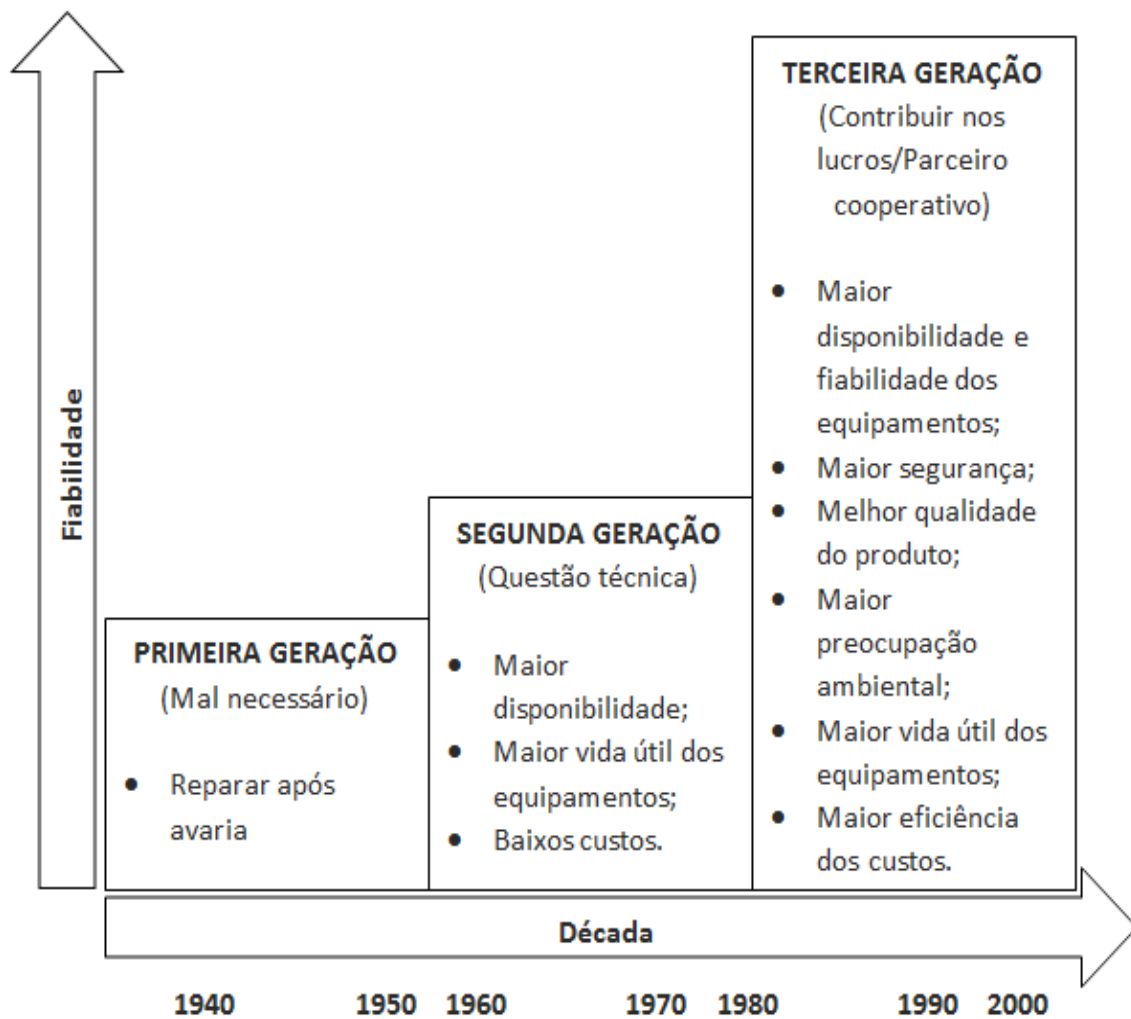 Fiabilidade
PRIMEIRA GERAÇÃO
(Mal necessário)
• Reparar após
avaria
SEGUNDA GERAÇÃO
(Questão técnica)
• Maior
disponibilidade;
• Maior vida útil dos
equipamentos;
• Baixos custos.
TERCEIRA GERAÇÃO
(Contribuir nos
lucros/Parceiro
cooperativo)
• Maior
disponibilidade e
fiabilidade dos
equipamentos;
• Maior segurança;
• Melhor qualidade
do produto;
• Maior
preocupação
ambiental;
• Maior vida útil dos
equipamentos;
• Maior eficiência
dos custos.
Década
1940 1950 1960 1970 1980 1990 2000